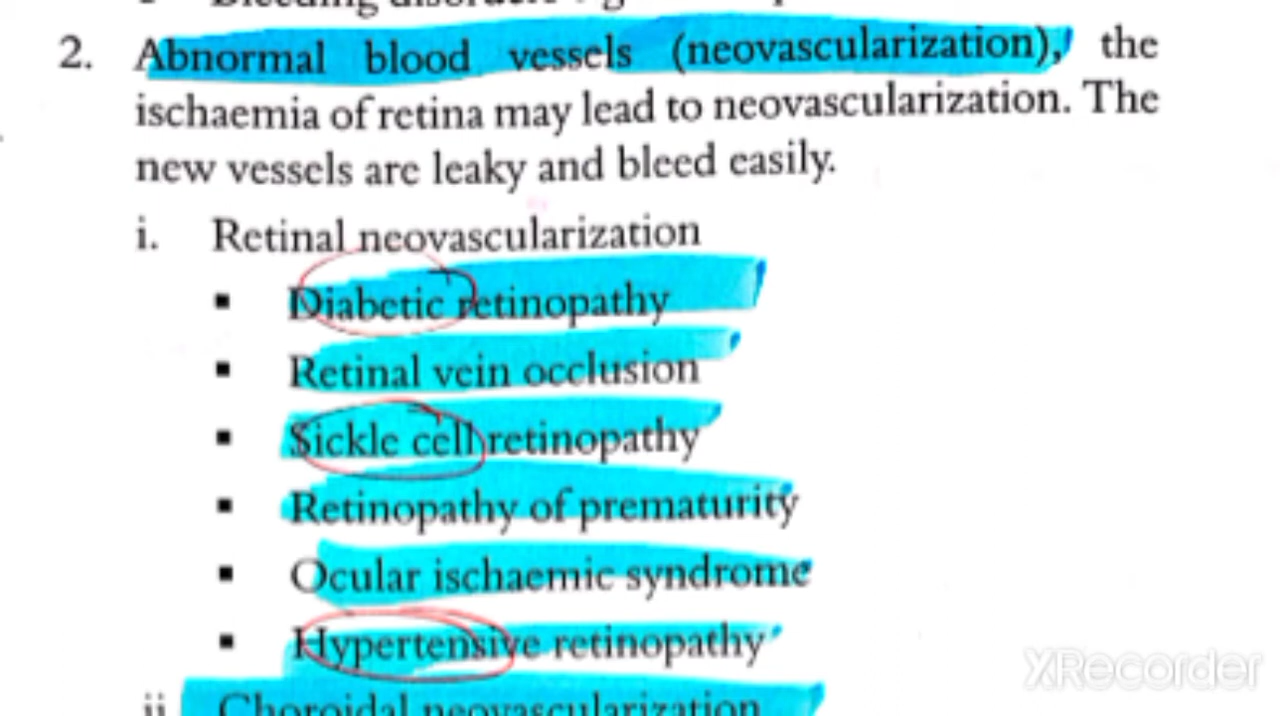 2. Abnormal blood vessels (neovascularization), the
ischaemia of retina may lead to neovascularization. The
new vessels are leaky and bleed easily.
i. Retinal neovascularization
▪ Diabetic retinopathy
▪ Retinal vein occlusion
▪ Sickle cell retinopathy
▪ Retinopathy of prematurity
▪ Ocular ischaemic syndrome
▪ Hypertensive retinopathy
ii. Choroidal neovascularization
XRecorder